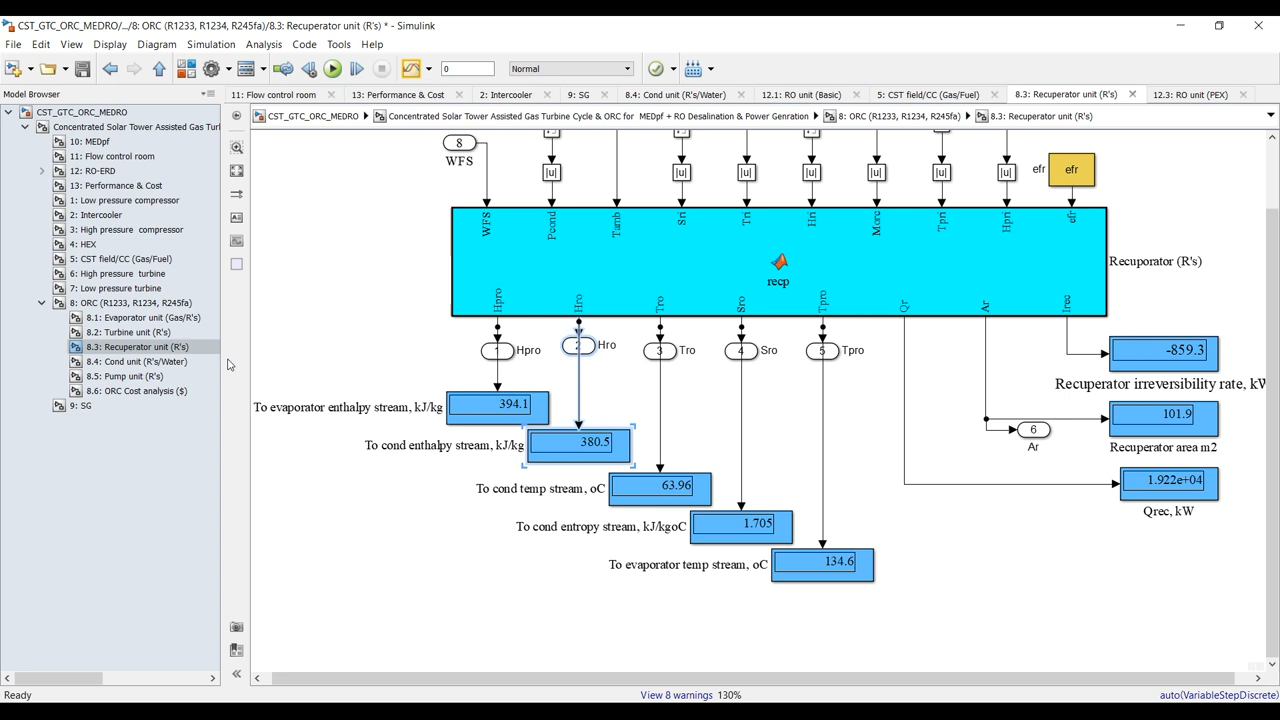 CST_GTC_ORC_MEDRO/.../8: ORC (R1233, R1234, R245fa)/8.3: Recuperator unit (R's) * - Simulink
File Edit View Display Diagram Simulation Analysis Code Tools Help
0 Normal
Model Browser
11: Flow control room 13: Performance & Cost 2: Intercooler 9: SG 8.4: Cond unit (R's/Water) 12.1: RO unit (Basic) 5: CST field/CC (Gas/Fuel) 8.3: Recuperator unit (R's) 12.3: RO unit (PEX)
CST_GTC_ORC_MEDRO Concentrated Solar Tower Assisted Gas Turbine Cycle & ORC for MEDpf + RO Desalination & Power Genration 8: ORC (R1233, R1234, R245fa) 8.3: Recuperator unit (R's)
CST_GTC_ORC_MEDRO
Concentrated Solar Tower Assisted Gas Turt
10: MEDpf
11: Flow control room
12: RO-ERD
13: Performance & Cost
1: Low pressure compressor
2: Intercooler
3: High pressure compressor
4: HEX
5: CST field/CC (Gas/Fuel)
6: High pressure turbine
7: Low pressure turbine
8: ORC (R1233, R1234, R245fa)
8.1: Evaporator unit (Gas/R's)
8.2: Turbine unit (R's)
8.3: Recuperator unit (R's)
8.4: Cond unit (R's/Water)
8.5: Pump unit (R's)
8.6: ORC Cost analysis ($)
9: SG
8
WFS
|u| |u| |u| |u| |u| |u| |u|
efr efr
WFS Pcond Tamb Sri Tri Hri Morc Tpri Hpri efr
recp
Recuporator (R's)
Hpro Hro Tro Sro Tpro Qr Ar Irec
1 Hpro 2 Hro 3 Tro 4 Sro 5 Tpro
-859.3
Recuperator irreversibility rate, kW
To evaporator enthalpy stream, kJ/kg 394.1
101.9
6
Ar
Recuperator area m2
To cond enthalpy stream, kJ/kg 380.5
To cond temp stream, oC 63.96
1.922e+04
Qrec, kW
To cond entropy stream, kJ/kgoC 1.705
To evaporator temp stream, oC 134.6
Ready View 8 warnings 130% auto(VariableStepDiscrete)